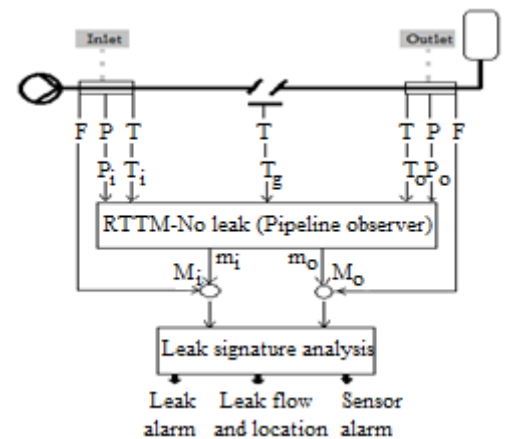 Inlet Outlet
F P T T T P F
Pi Ti Tg To Po
RTTM-No leak (Pipeline observer)
mi mo
Mi Mo
Leak signature analysis
Leak alarm
Leak flow and location
Sensor alarm